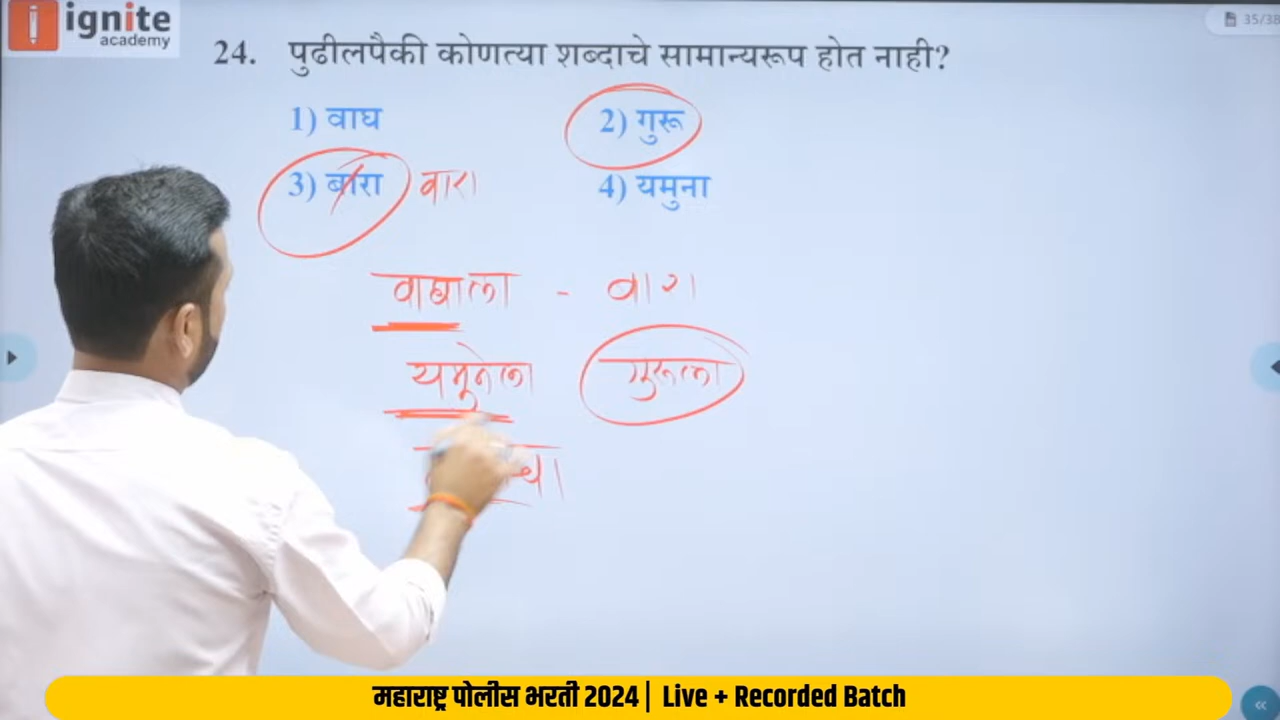 ignite
academy
35/38
24. पुढीलपैकी कोणत्या शब्दाचे सामान्यरूप होत नाही?
1) वाघ 2) गुरू
3) बारा वारा 4) यमुना
वाघाला - वारा
यमुनेला गुरूला
महाराष्ट्र पोलीस भरती 2024 | Live + Recorded Batch